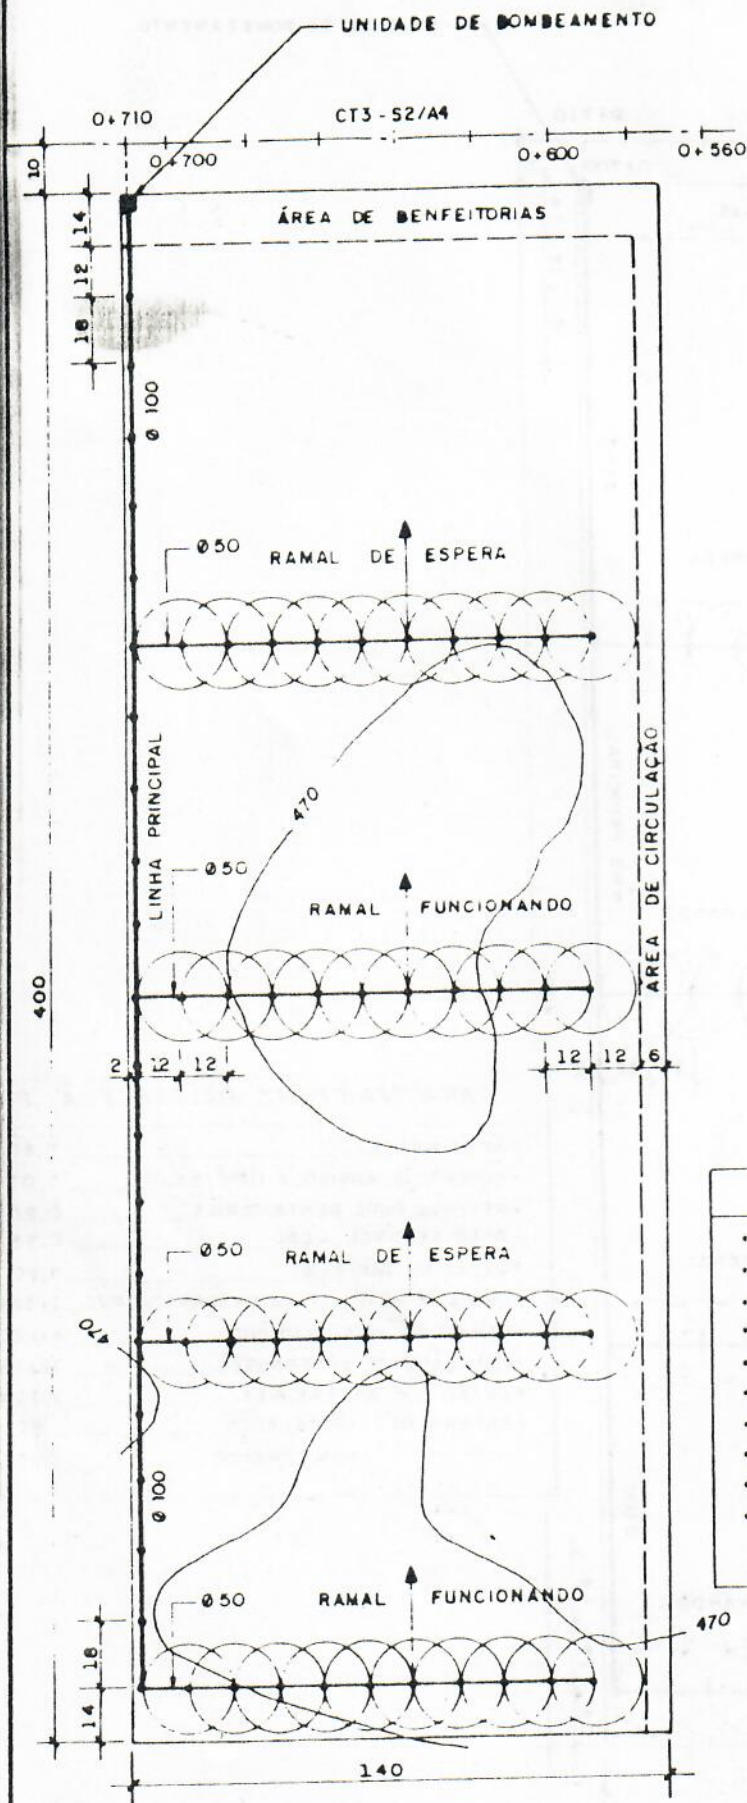 UNIDADE DE BOMBEAMENTO
0+710
CT3 - S2/A4
0+700
0+600
0+560
10
ÁREA DE BENFEITORIAS
14
12
18
Ø 100
Ø 50
RAMAL DE ESPERA
LINHA PRINCIPAL
470
ÁREA DE CIRCULAÇÃO
Ø 50
RAMAL FUNCIONANDO
400
2
12
12
12
12
6
Ø 50
RAMAL DE ESPERA
470
Ø 100
Ø 50
RAMAL FUNCIONANDO
470
18
14
140